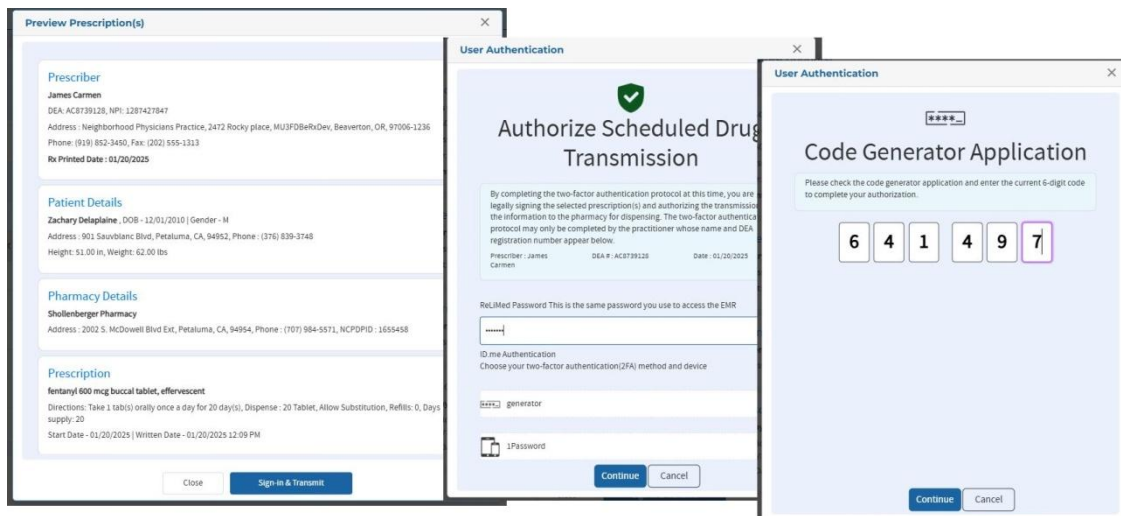 Preview Prescription(s)
Prescriber
James Carmen
DEA: AC8739128, NPI: 1287427847
Address : Neighborhood Physicians Practice, 2472 Rocky place, MU3FDBeRxDev, Beaverton, OR, 97006-1236
Phone: (919) 852-3450, Fax: (202) 555-1313
Rx Printed Date : 01/20/2025
Patient Details
Zachary Delaplaine , DOB - 12/01/2010 | Gender - M
Address : 901 Sauvblanc Blvd, Petaluma, CA, 94952, Phone : (376) 839-3748
Height: 51.00 in, Weight: 62.00 lbs
Pharmacy Details
Shollenberger Pharmacy
Address : 2002 S. McDowell Blvd Ext, Petaluma, CA, 94954, Phone : (707) 984-5571, NCPDPID : 1655458
Prescription
fentanyl 600 mcg buccal tablet, effervescent
Directions: Take 1 tab(s) orally once a day for 20 day(s), Dispense : 20 Tablet, Allow Substitution, Refills: 0, Days
supply: 20
Start Date - 01/20/2025 | Written Date - 01/20/2025 12:09 PM
Close
Sign-in & Transmit
User Authentication
Authorize Scheduled Drug
Transmission
By completing the two-factor authentication protocol at this time, you are
legally signing the selected prescription(s) and authorizing the transmission
the information to the pharmacy for dispensing. The two-factor authentica
protocol may only be completed by the practitioner whose name and DEA
registration number appear below.
Prescriber : James Carmen
DEA # : AC8739128
Date : 01/20/2025
ReLiMed Password This is the same password you use to access the EMR
ID.me Authentication
Choose your two-factor authentication(2FA) method and device
generator
1Password
Continue
Cancel
User Authentication
****_
Code Generator Application
Please check the code generator application and enter the current 6-digit code
to complete your authorization.
6 4 1 4 9 7
Continue
Cancel